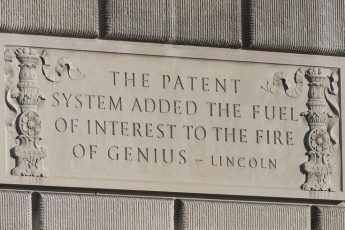 THE PATENT
SYSTEM ADDED THE FUEL
OF INTEREST TO THE FIRE
OF GENIUS – LINCOLN